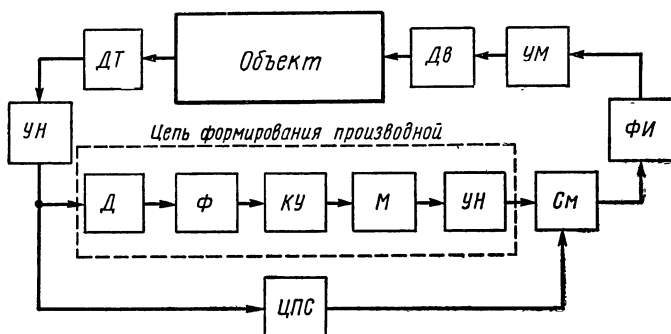 ДТ
Объект
ДВ
УМ
УН
Цепь формирования производной
ФИ
Д
Ф
КУ
М
УН
См
ЦПС